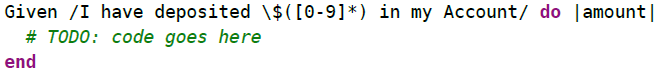 Given /I have deposited \$([0-9]*) in my Account/ do |amount|
  # TODO: code goes here
end